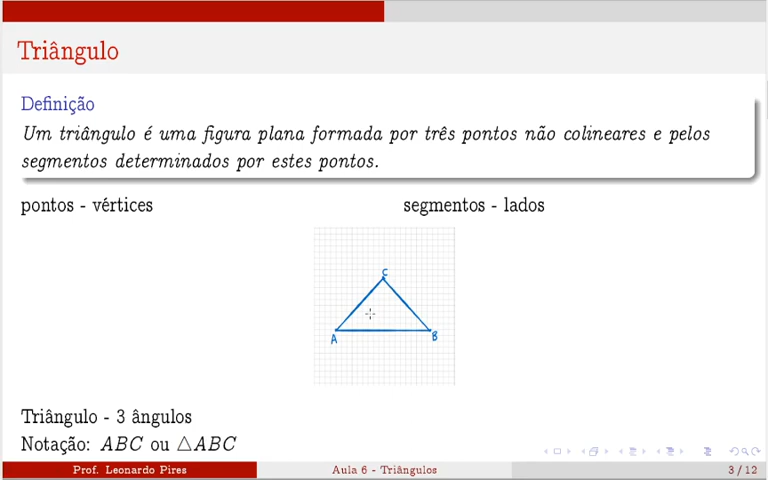 Triângulo
Definição
Um triângulo é uma figura plana formada por três pontos não colineares e pelos
segmentos determinados por estes pontos.
pontos - vértices segmentos - lados
C
A B
Triângulo - 3 ângulos
Notação: ABC ou △ABC
Prof. Leonardo Pires Aula 6 - Triângulos 3 / 12